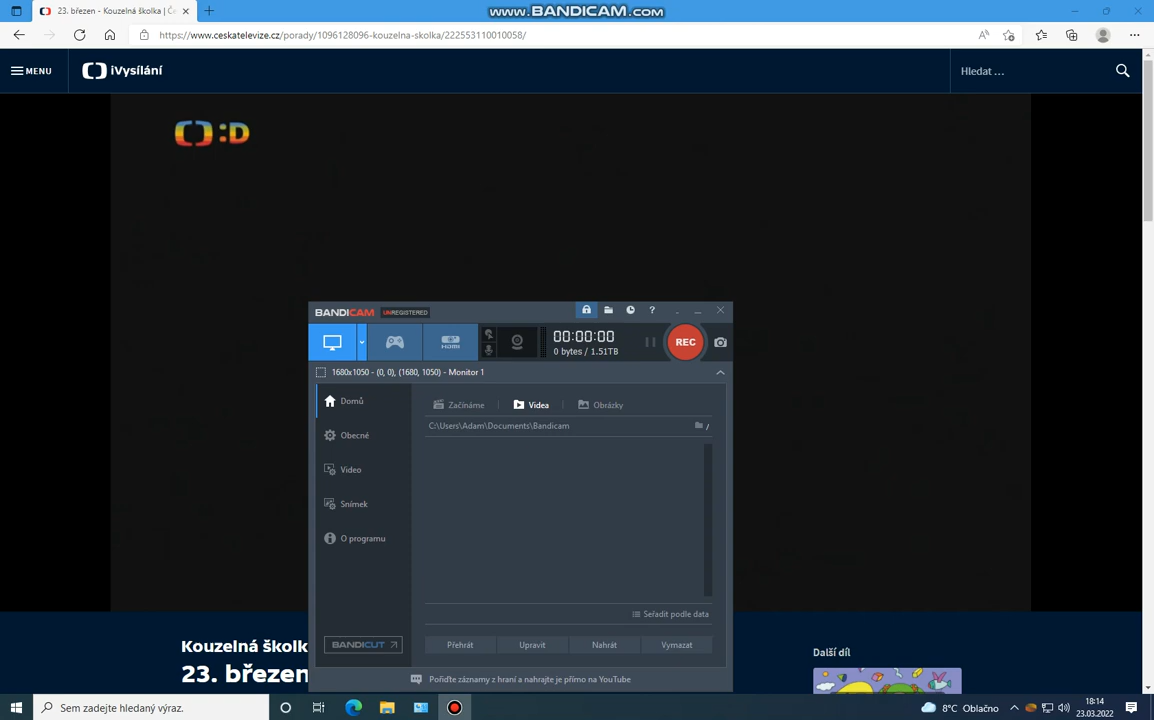 www.BANDICAM.com
23. březen - Kouzelná školka | Če
https://www.ceskatelevize.cz/porady/1096128096-kouzelna-skolka/222553110010058/
MENU
iVysílání
Hledat ...
:D
BANDICAM UNREGISTERED
HDMI
00:00:00
0 bytes / 1.51TB
REC
1680x1050 - (0, 0), (1680, 1050) - Monitor 1
Domů
Obecné
Video
Snímek
O programu
BANDICUT
Začínáme
Videa
Obrázky
C:\Users\Adam\Documents\Bandicam
/
Seřadit podle data
Přehrát
Upravit
Nahrát
Vymazat
Pořiďte záznamy z hraní a nahrajte je přímo na YouTube
Kouzelná školk
23. březen
Další díl
Sem zadejte hledaný výraz.
8°C Oblačno
18:14
23.03.2022